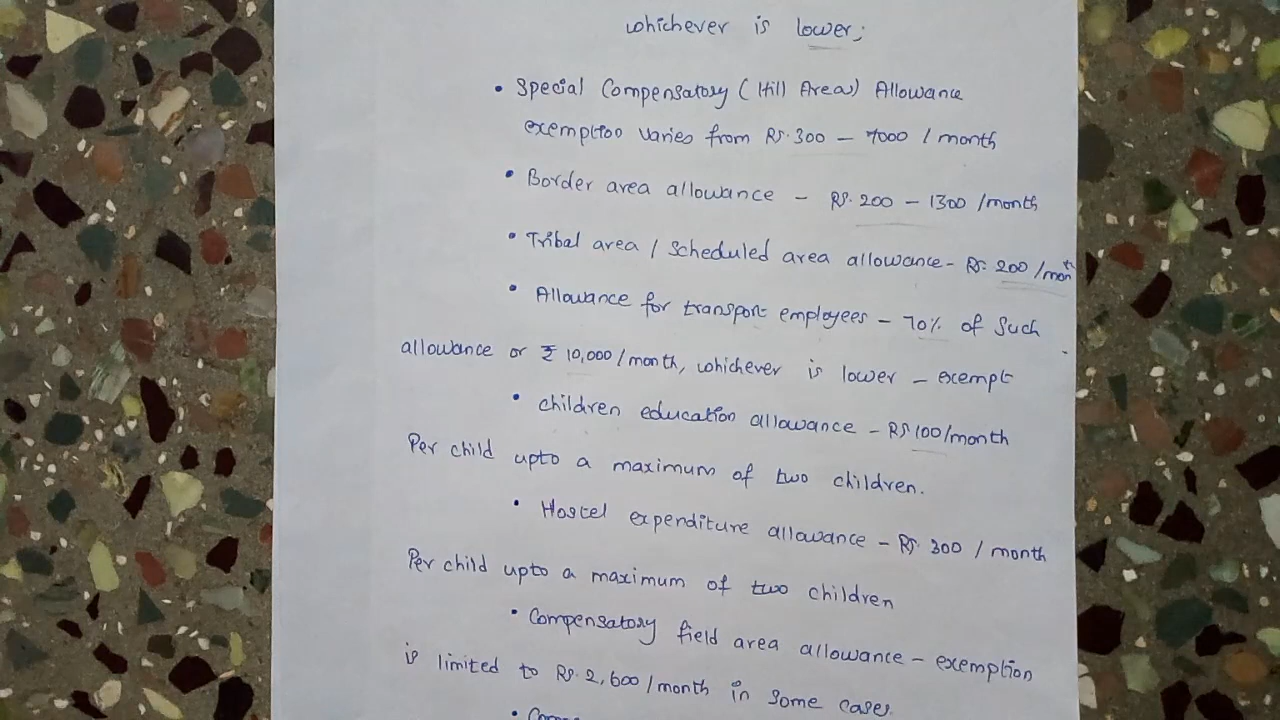 whichever is lower;
• Special Compensatory (Hill Area) Allowance
exemption varies from Rs. 300 – 7000 / month
• Border area allowance – Rs. 200 – 1300 /month
• Tribal area / Scheduled area allowance – Rs. 200 /month
• Allowance for transport employees – 70% of such
allowance or ₹ 10,000/month, whichever is lower – exempt
• children education allowance – Rs 100/month
Per child upto a maximum of two children.
• Hostel expenditure allowance – Rs. 300 / month
Per child upto a maximum of two children
• Compensatory field area allowance – exemption
is limited to Rs. 2,600/month in some cases
•